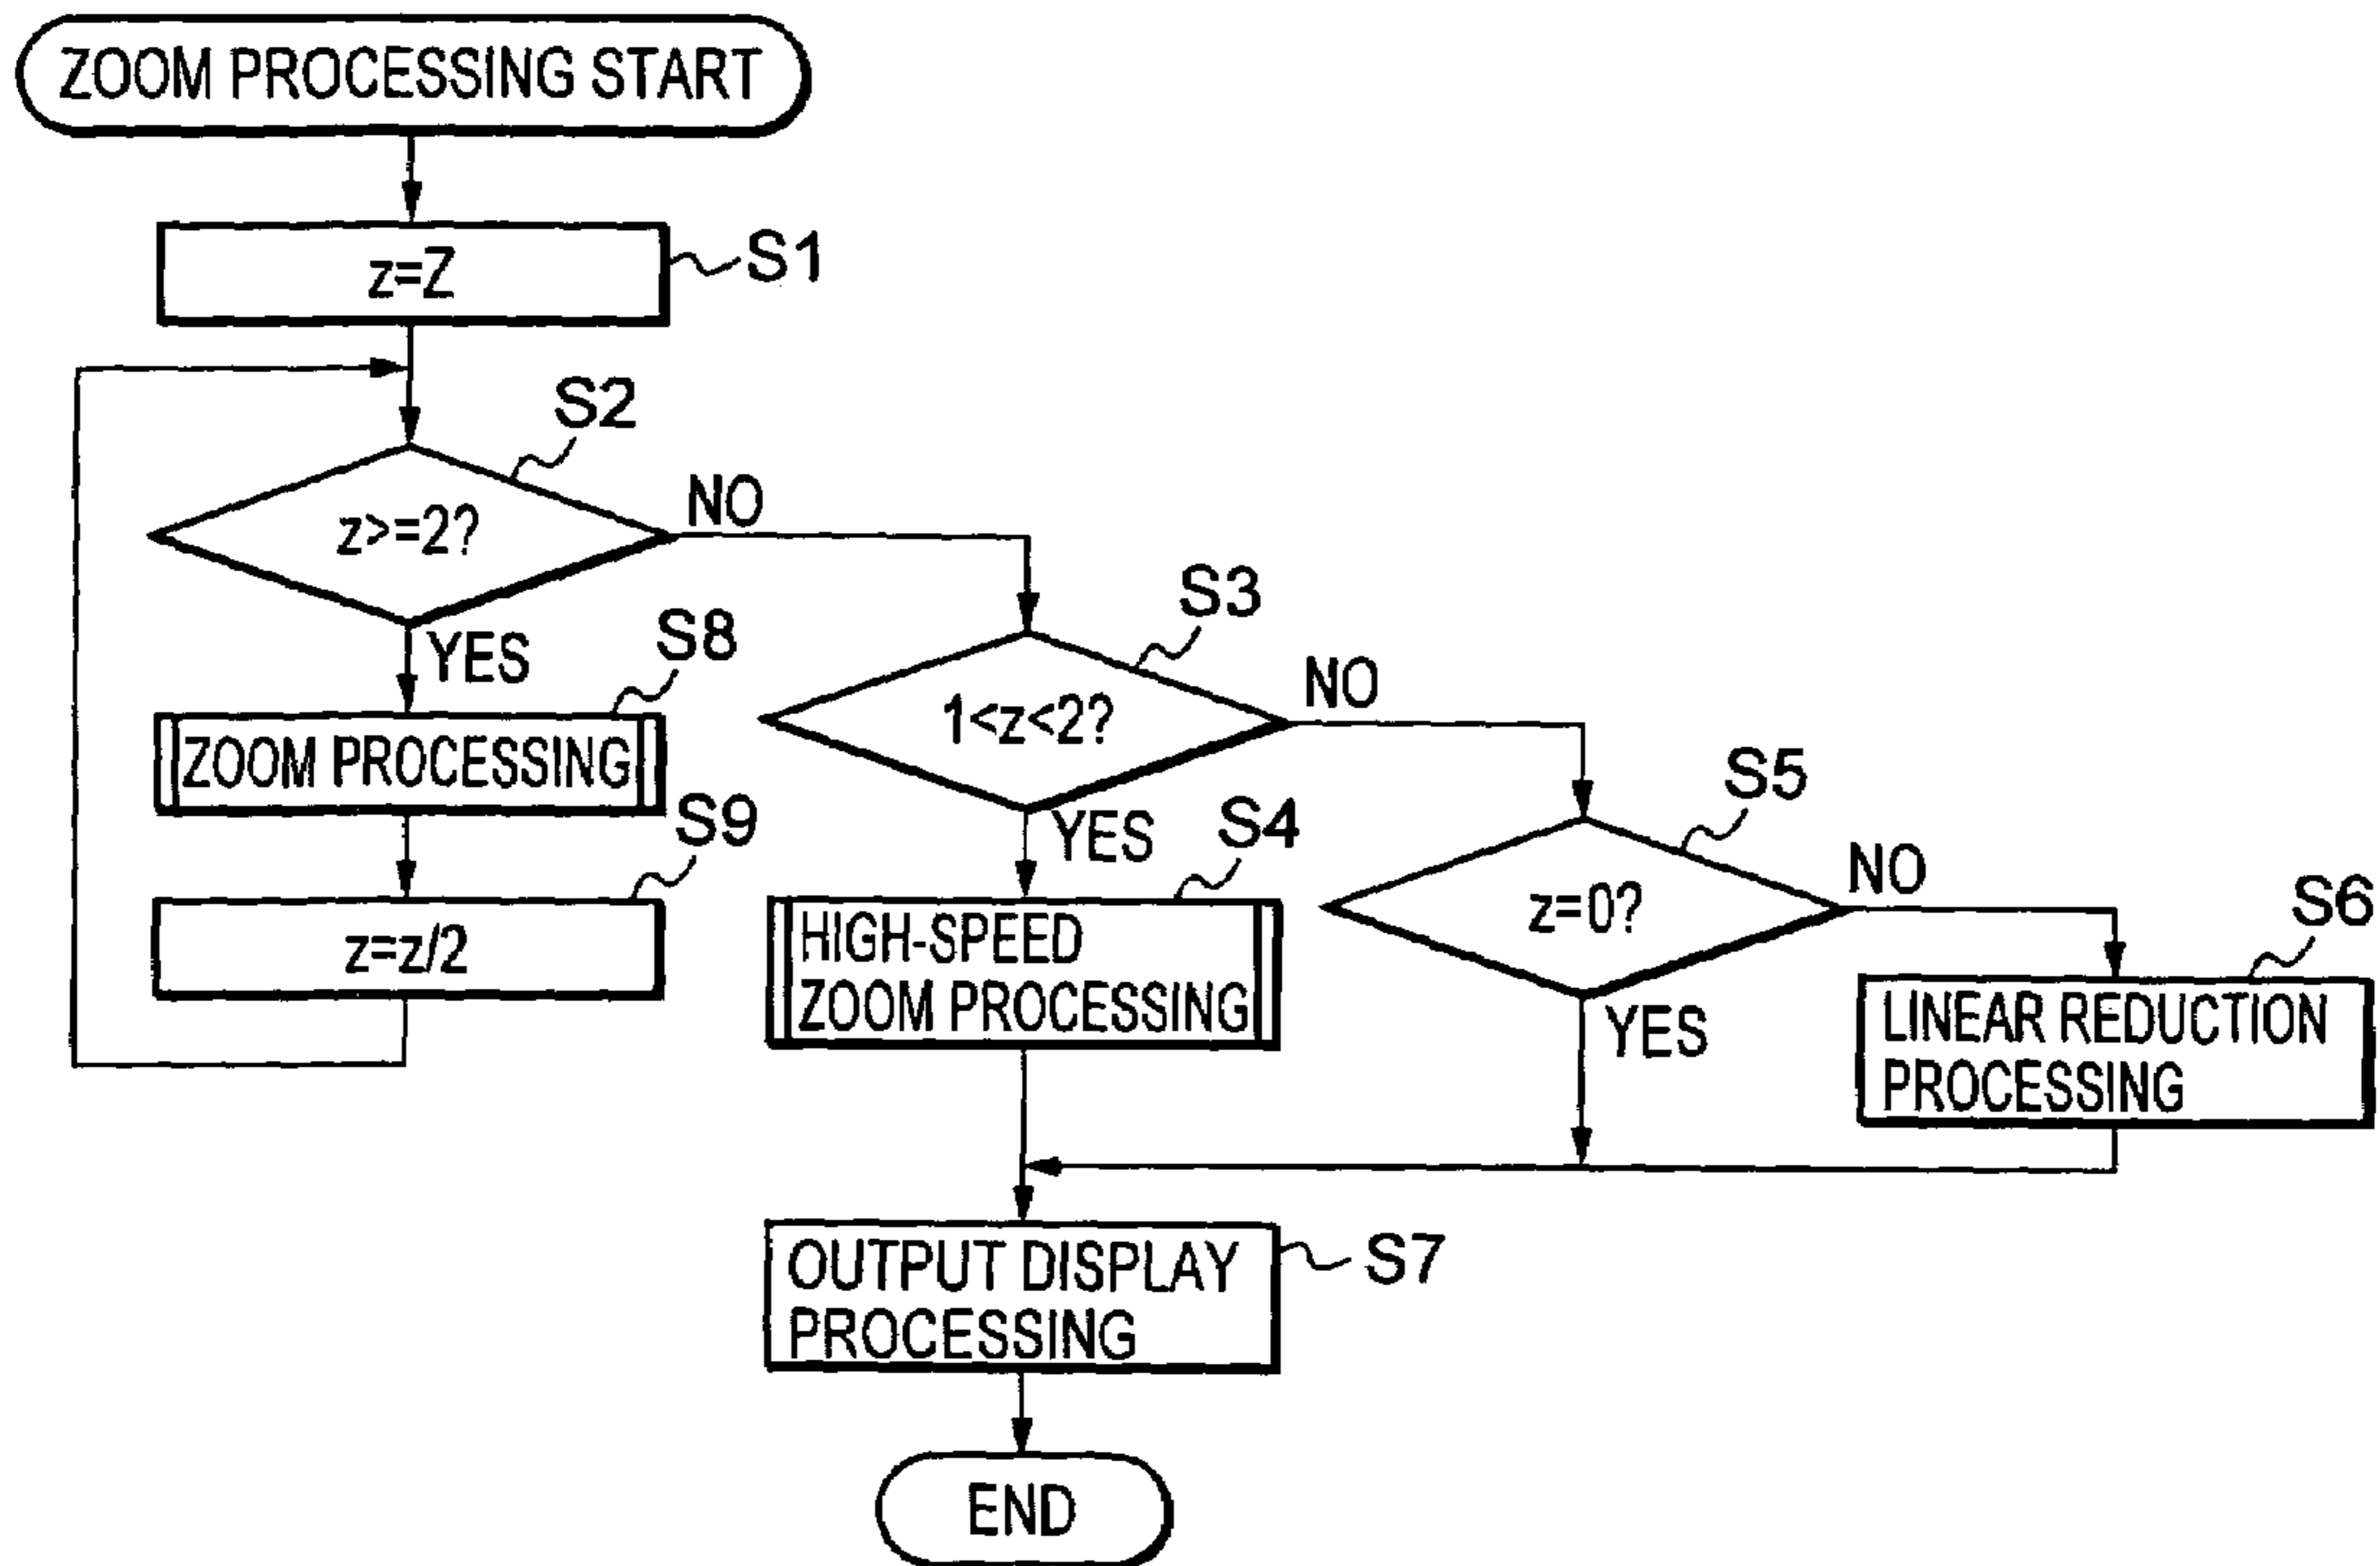 ZOOM PROCESSING START
z=Z
S1
z>=2?
S2
NO
YES
1<z<2?
S3
NO
YES
S8
ZOOM PROCESSING
S9
z=z/2
S4
HIGH-SPEED
ZOOM PROCESSING
z=0?
S5
NO
YES
S6
LINEAR REDUCTION
PROCESSING
OUTPUT DISPLAY
PROCESSING
S7
END